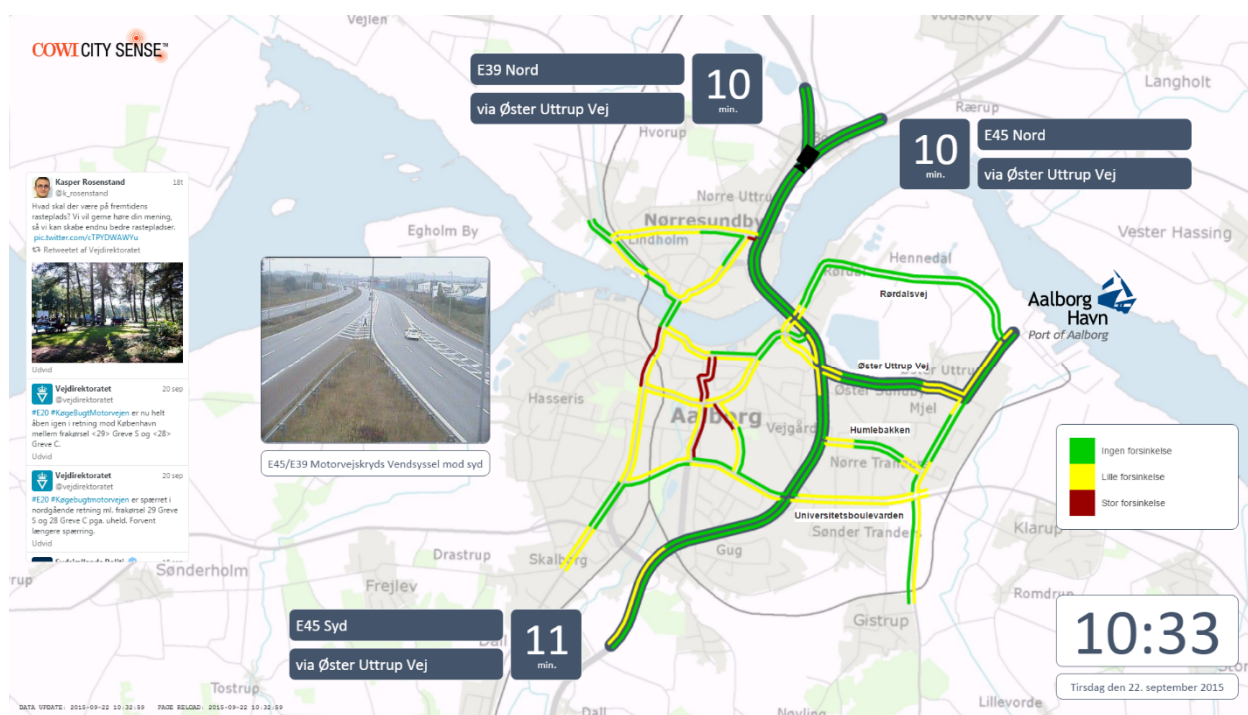 COWI CITY SENSE™
Vejlen
Vodskov
Langholt
Rærup
Hvorup
E39 Nord
via Øster Uttrup Vej
10
min.
10
min.
E45 Nord
via Øster Uttrup Vej
Kasper Rosenstand
18t
@k_rosenstand
Hvad skal der være på fremtidens
rasteplads? Vi vil gerne høre din mening,
så vi kan skabe endnu bedre rastepladser.
pic.twitter.com/cTPYDWAWYu
Retweetet af Vejdirektoratet
Udvid
Vejdirektoratet
20 sep
@vejdirektoratet
#E20 #KøgeBugtMotorvejen er nu helt
åben igen i retning mod København
mellem frakørsel <29> Greve S og <28>
Greve C.
Udvid
Vejdirektoratet
20 sep
@vejdirektoratet
#E20 #Køgebugtmotorvejen er spærret i
nordgående retning ml. frakørsel 29 Greve
S og 28 Greve C pga. uheld. Forvent
længere spærring.
Udvid
Egholm By
Nørre Uttru
Nørresundby
Lindholm
Vester Hassing
Hennedal
Rørdal
Rørdalsvej
Aalborg
Havn
Port of Aalborg
E45/E39 Motorvejskryds Vendsyssel mod syd
Hasseris
Aalborg
Vejgård
Øster Uttrup Vej
Øster Uttrup
Øster Sundby
Mjel
Humlebakken
Nørre Tranders
Universitetsboulevarden
Sønder Tranders
Ingen forsinkelse
Lille forsinkelse
Stor forsinkelse
Klarup
Gug
Skalborg
Drastrup
Frejlev
Sønderholm
rup
Romdrup
Gistrup
E45 Syd
via Øster Uttrup Vej
11
min.
Dall
Tostrup
Dall
Nøvling
Lillevorde
10:33
Tirsdag den 22. september 2015
DATA UPDATE: 2015-09-22 10:32:59 PAGE RELOAD: 2015-09-22 10:32:59